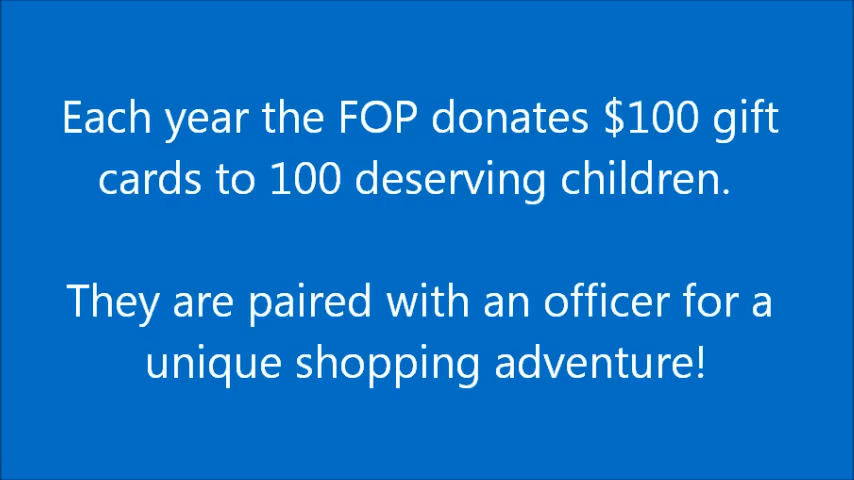 Each year the FOP donates $100 gift
cards to 100 deserving children.
They are paired with an officer for a
unique shopping adventure!